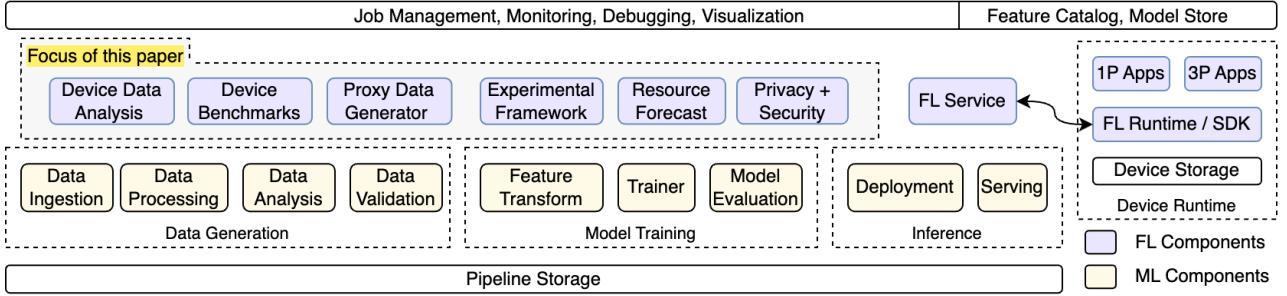 Job Management, Monitoring, Debugging, Visualization
Feature Catalog, Model Store
Focus of this paper
Device Data
Analysis
Device
Benchmarks
Proxy Data
Generator
Experimental
Framework
Resource
Forecast
Privacy +
Security
FL Service
1P Apps
3P Apps
FL Runtime / SDK
Device Storage
Device Runtime
Data
Ingestion
Data
Processing
Data
Analysis
Data
Validation
Data Generation
Feature
Transform
Trainer
Model
Evaluation
Model Training
Deployment
Serving
Inference
FL Components
ML Components
Pipeline Storage